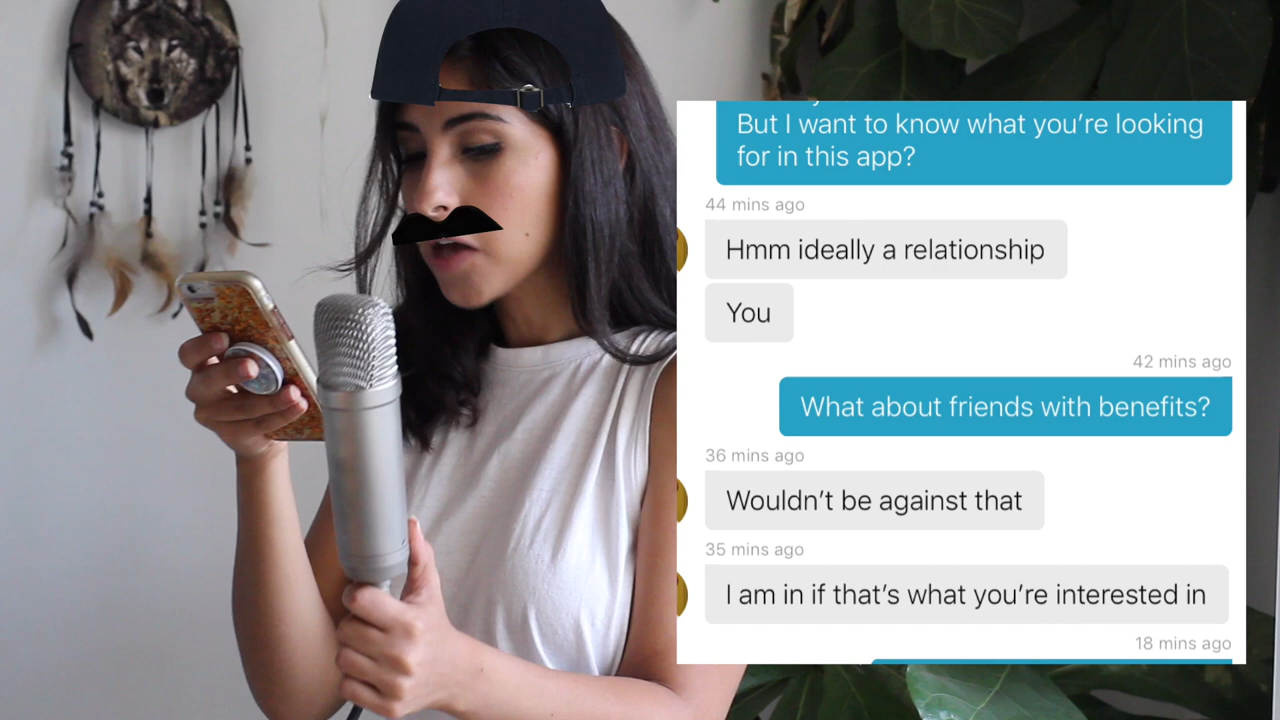 But I want to know what you're looking
for in this app?
44 mins ago
Hmm ideally a relationship
You
42 mins ago
What about friends with benefits?
36 mins ago
Wouldn't be against that
35 mins ago
I am in if that's what you're interested in
18 mins ago